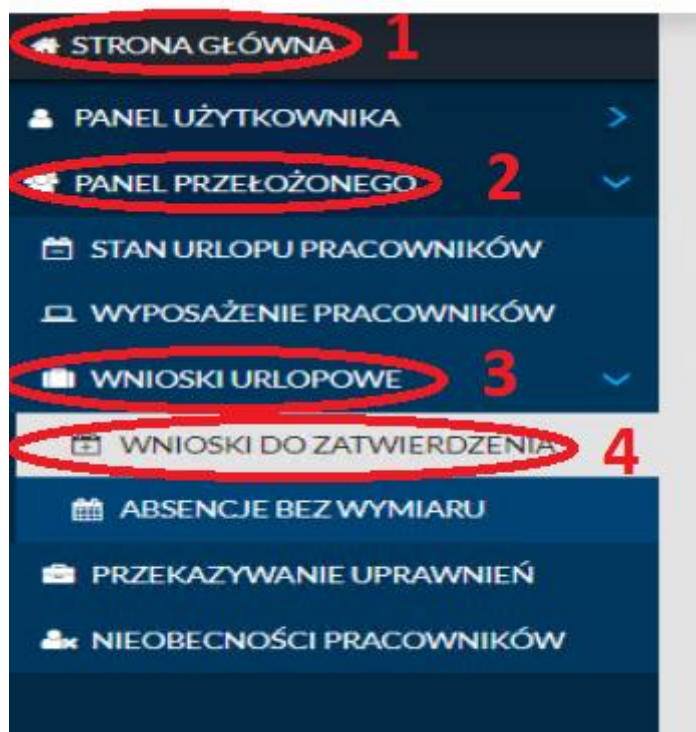 STRONA GŁÓWNA 1
PANEL UŻYTKOWNIKA
PANEL PRZEŁOŻONEGO 2
STAN URLOPU PRACOWNIKÓW
WYPOSAŻENIE PRACOWNIKÓW
WNIOSKI URLOPOWE 3
WNIOSKI DO ZATWIERDZENIA 4
ABSENCJE BEZ WYMIARU
PRZEKAZYWANIE UPRAWNIEŃ
NIEOBECNOŚCI PRACOWNIKÓW